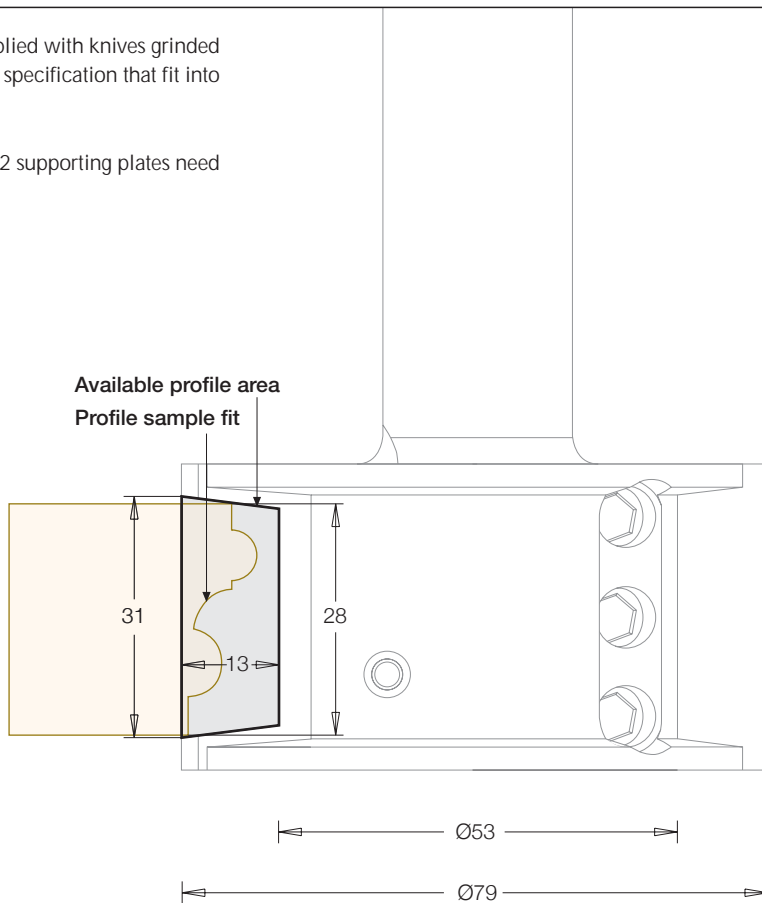 plied with knives grinded
specification that fit into
2 supporting plates need
Available profile area
Profile sample fit
31
13
28
Ø53
Ø79